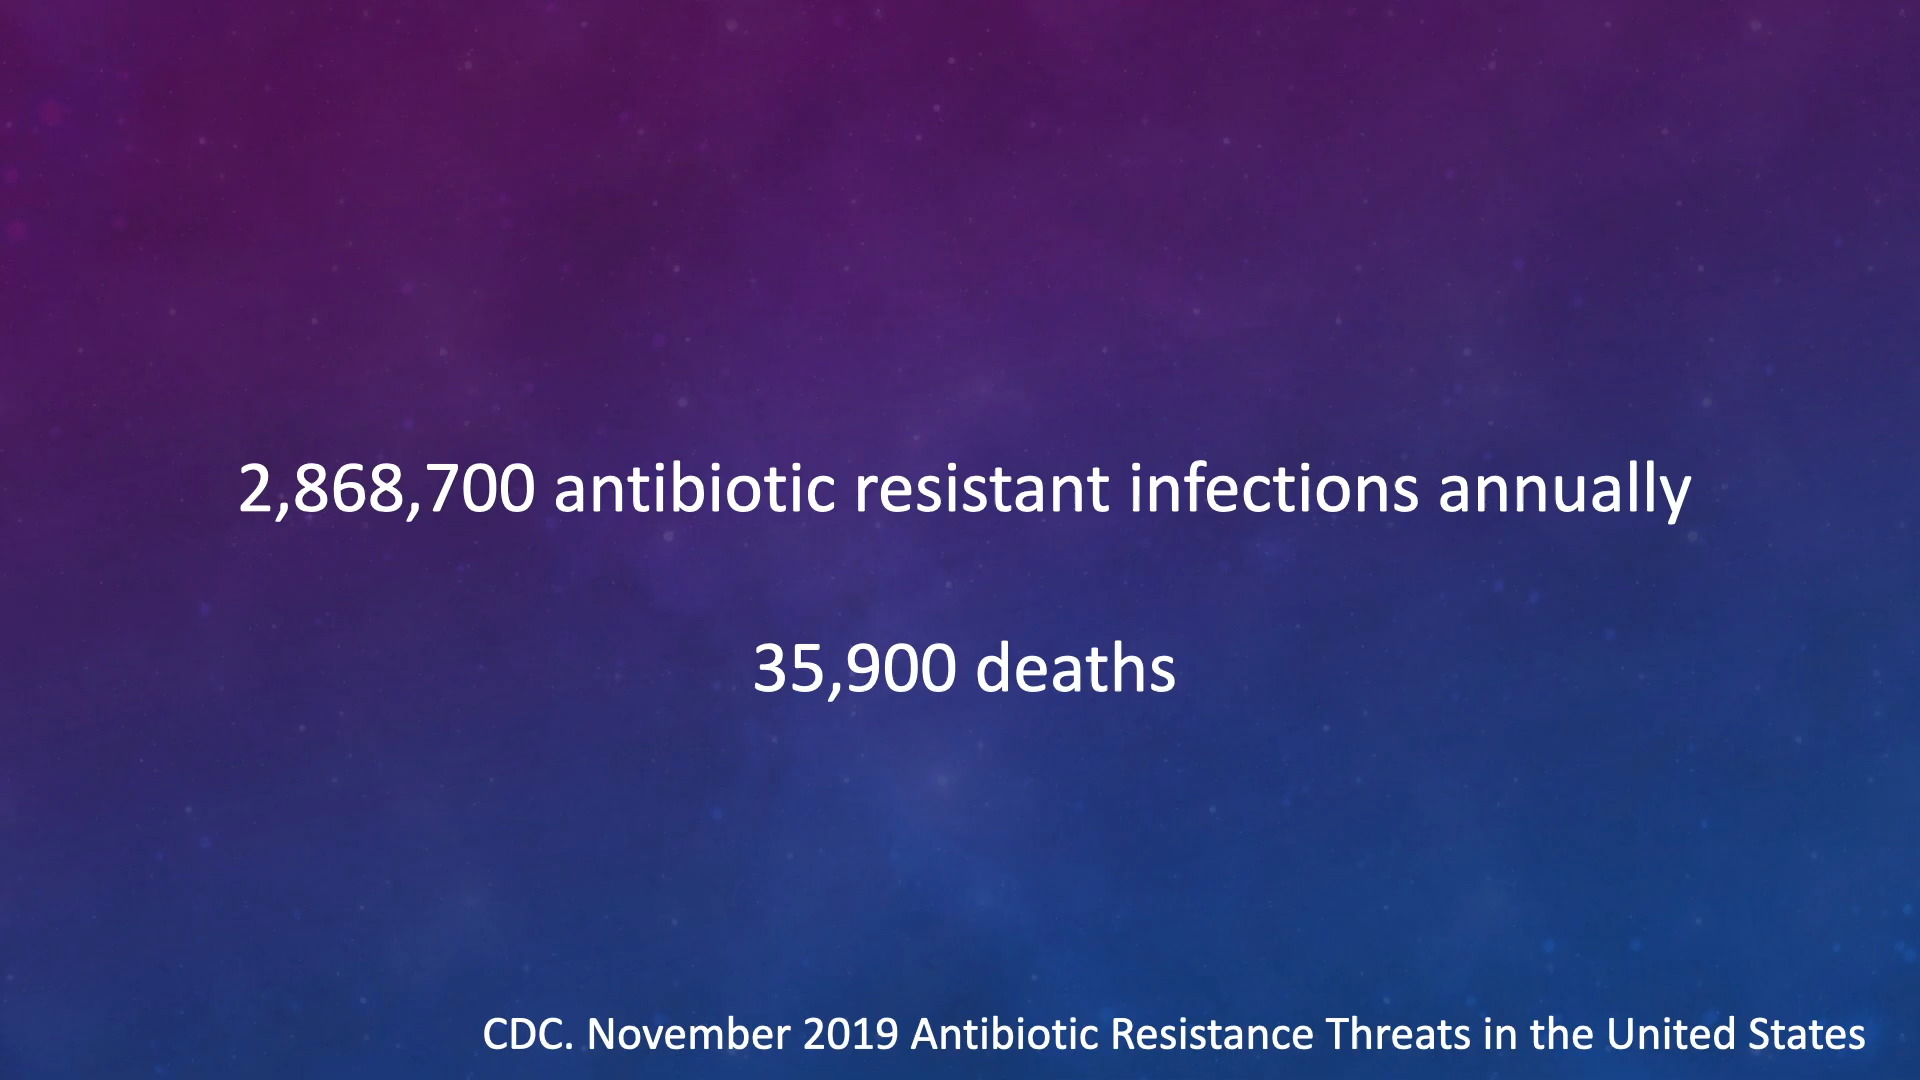 2,868,700 antibiotic resistant infections annually
35,900 deaths
CDC. November 2019 Antibiotic Resistance Threats in the United States